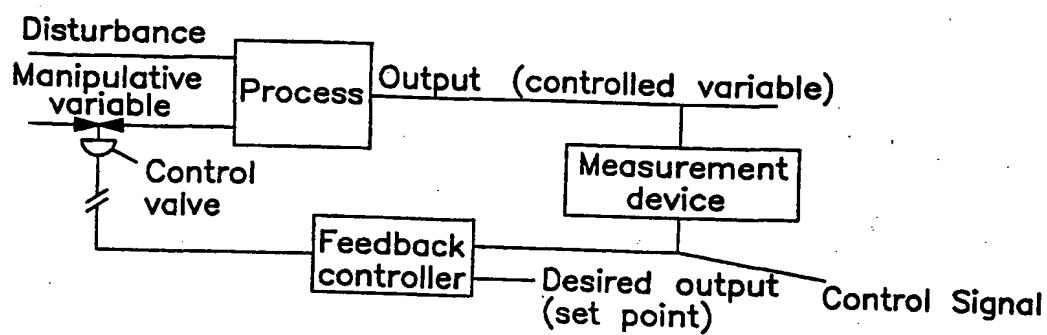 Disturbance
Manipulative
variable
Process
Output (controlled variable)
Control
valve
Measurement
device
Feedback
controller
Desired output
(set point)
Control Signal